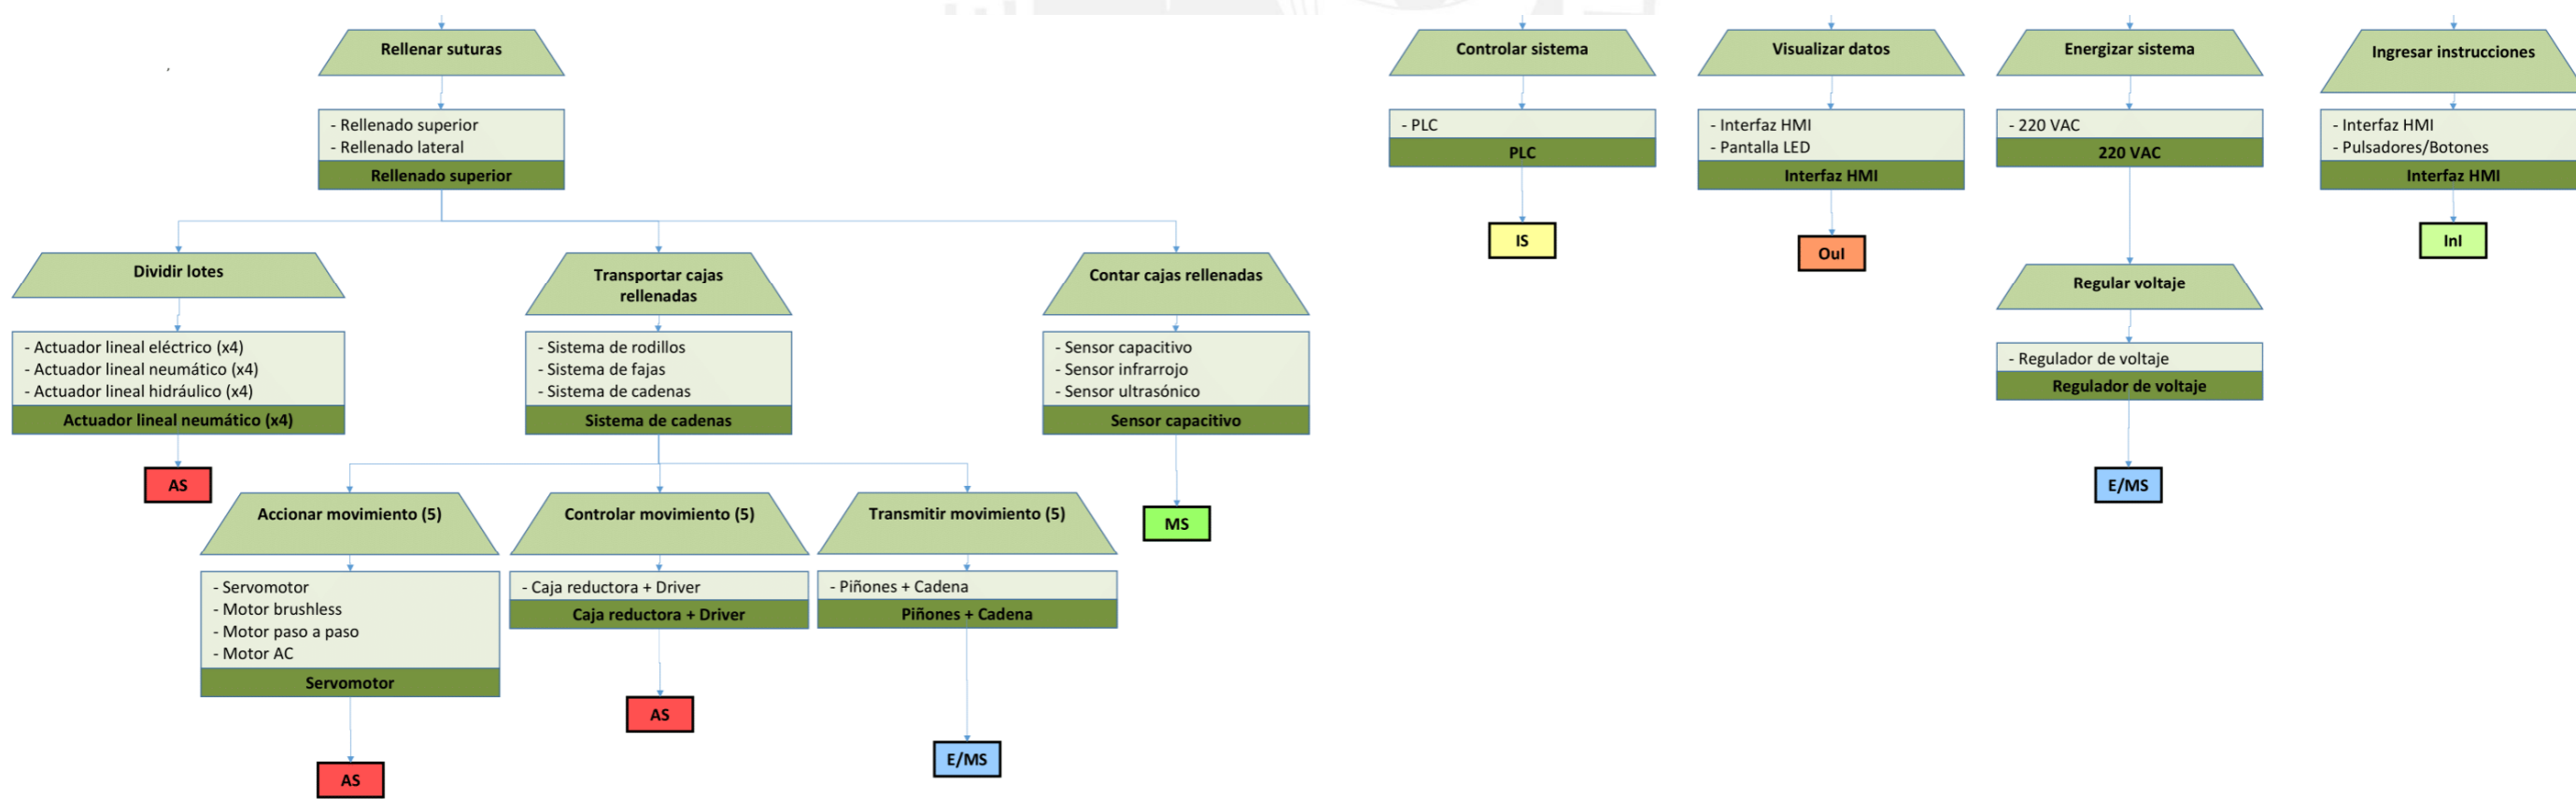 Rellenar suturas
- Rellenado superior
- Rellenado lateral
Rellenado superior
Dividir lotes
- Actuador lineal eléctrico (x4)
- Actuador lineal neumático (x4)
- Actuador lineal hidráulico (x4)
Actuador lineal neumático (x4)
AS
Transportar cajas
rellenadas
- Sistema de rodillos
- Sistema de fajas
- Sistema de cadenas
Sistema de cadenas
Accionar movimiento (5)
- Servomotor
- Motor brushless
- Motor paso a paso
- Motor AC
Servomotor
AS
Controlar movimiento (5)
- Caja reductora + Driver
Caja reductora + Driver
AS
Transmitir movimiento (5)
- Piñones + Cadena
Piñones + Cadena
E/MS
Contar cajas rellenadas
- Sensor capacitivo
- Sensor infrarrojo
- Sensor ultrasónico
Sensor capacitivo
MS
Controlar sistema
- PLC
PLC
IS
Visualizar datos
- Interfaz HMI
- Pantalla LED
Interfaz HMI
OuI
Energizar sistema
- 220 VAC
220 VAC
Regular voltaje
- Regulador de voltaje
Regulador de voltaje
E/MS
Ingresar instrucciones
- Interfaz HMI
- Pulsadores/Botones
Interfaz HMI
InI